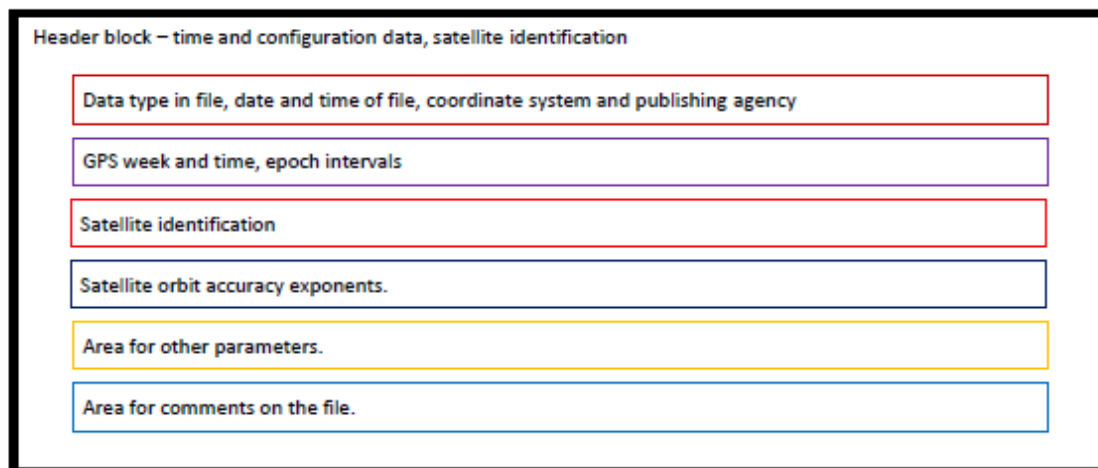 Header block – time and configuration data, satellite identification
Data type in file, date and time of file, coordinate system and publishing agency
GPS week and time, epoch intervals
Satellite identification
Satellite orbit accuracy exponents.
Area for other parameters.
Area for comments on the file.